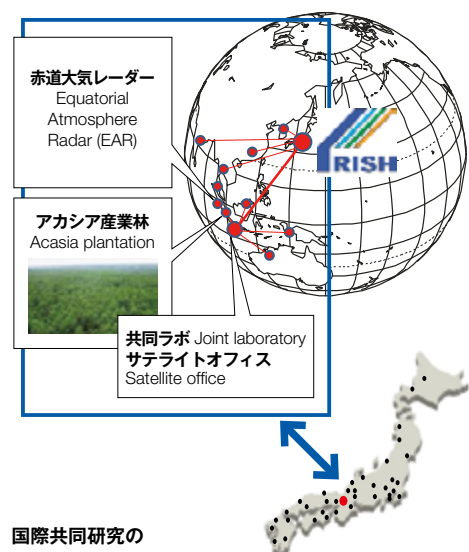 赤道大気レーダー
Equatorial
Atmosphere
Radar (EAR)
RISH
アカシア産業林
Acasia plantation
共同ラボ Joint laboratory
サテライトオフィス
Satellite office
国際共同研究の